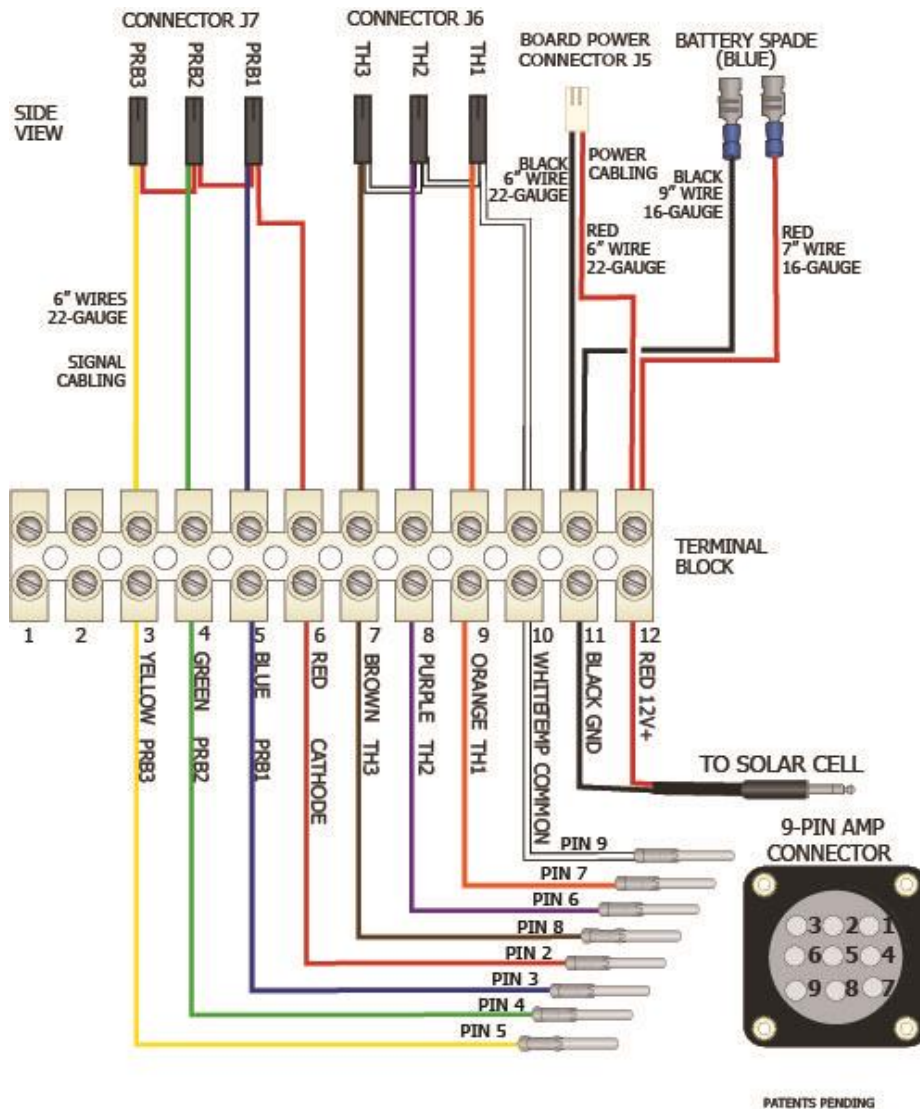 CONNECTOR J7
PRB3
PRB2
PRB1
CONNECTOR J6
TH3
TH2
TH1
BOARD POWER
CONNECTOR J5
BATTERY SPADE
(BLUE)
SIDE
VIEW
BLACK
6" WIRE
22-GAUGE
POWER
CABLING
RED
6" WIRE
22-GAUGE
BLACK
9" WIRE
16-GAUGE
RED
7" WIRE
16-GAUGE
6" WIRES
22-GAUGE
SIGNAL
CABLING
TERMINAL
BLOCK
1
2
3
4
5
6
7
8
9
10
11
12
YELLOW PRB3
GREEN PRB2
BLUE PRB1
RED CATHODE
BROWN TH3
PURPLE TH2
ORANGE TH1
WHITE TEMP COMMON
BLACK GND
RED 12V+
TO SOLAR CELL
PIN 9
PIN 7
PIN 6
PIN 8
PIN 2
PIN 3
PIN 4
PIN 5
9-PIN AMP
CONNECTOR
3 2 1
6 5 4
9 8 7
PATENTS PENDING